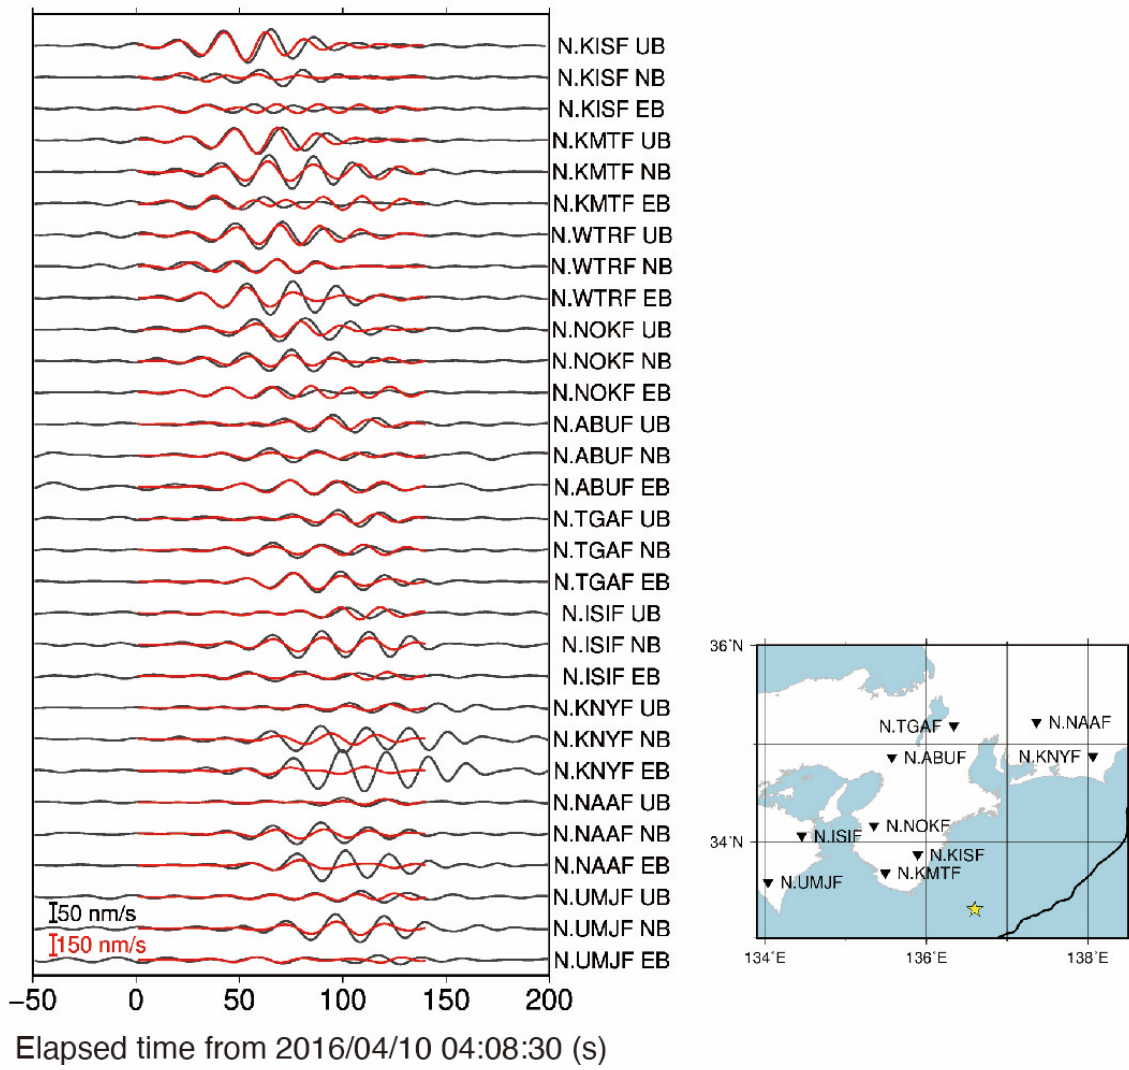 N.KISF UB
N.KISF NB
N.KISF EB
N.KMTF UB
N.KMTF NB
N.KMTF EB
N.WTRF UB
N.WTRF NB
N.WTRF EB
N.NOKF UB
N.NOKF NB
N.NOKF EB
N.ABUF UB
N.ABUF NB
N.ABUF EB
N.TGAF UB
N.TGAF NB
N.TGAF EB
N.ISIF UB
N.ISIF NB
N.ISIF EB
N.KNYF UB
N.KNYF NB
N.KNYF EB
N.NAAF UB
N.NAAF NB
N.NAAF EB
N.UMJF UB
N.UMJF NB
N.UMJF EB
50 nm/s
150 nm/s
−50 0 50 100 150 200
Elapsed time from 2016/04/10 04:08:30 (s)
36°N
34°N
134°E 136°E 138°E
N.TGAF
N.NAAF
N.ABUF
N.KNYF
N.ISIF
N.NOKF
N.KISF
N.KMTF
N.UMJF